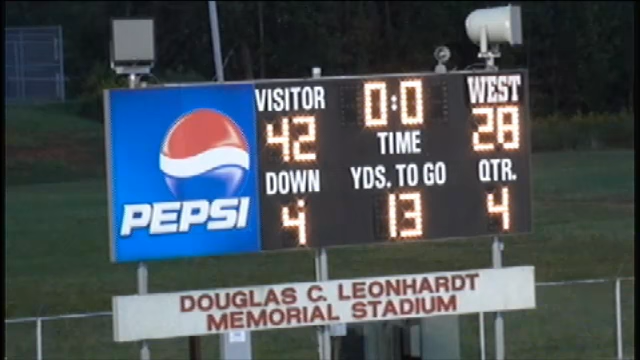 PEPSI
VISITOR 0:0 WEST
42 TIME 28
DOWN YDS. TO GO QTR.
4 13 4
DOUGLAS C. LEONHARDT
MEMORIAL STADIUM